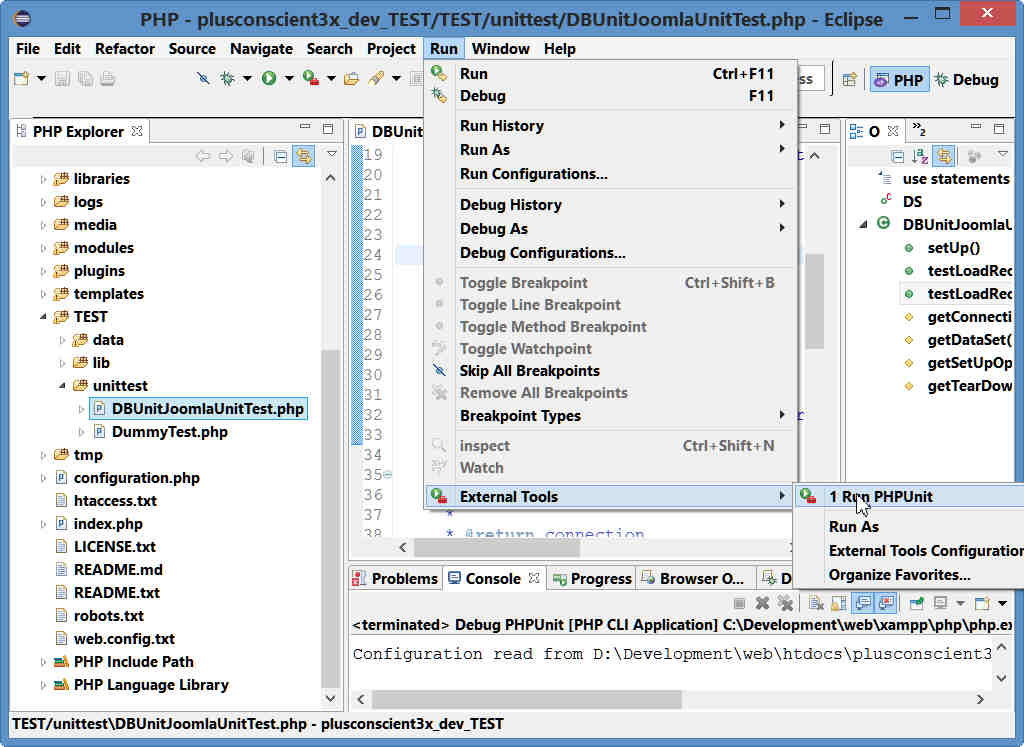 PHP - plusconscient3x_dev_TEST/TEST/unittest/DBUnitJoomlaUnitTest.php - Eclipse
File Edit Refactor Source Navigate Search Project Run Window Help
PHP Debug
PHP Explorer
libraries
logs
media
modules
plugins
templates
TEST
data
lib
unittest
DBUnitJoomlaUnitTest.php
DummyTest.php
tmp
configuration.php
htaccess.txt
index.php
LICENSE.txt
README.md
README.txt
robots.txt
web.config.txt
PHP Include Path
PHP Language Library
DBUnit
19
20
21
22
23
24
25
26
27
28
29
30
31
32
33
34
35
36
37 *
38 * @return connection
Run Ctrl+F11
Debug F11
Run History
Run As
Run Configurations...
Debug History
Debug As
Debug Configurations...
Toggle Breakpoint Ctrl+Shift+B
Toggle Line Breakpoint
Toggle Method Breakpoint
Toggle Watchpoint
Skip All Breakpoints
Remove All Breakpoints
Breakpoint Types
inspect Ctrl+Shift+N
Watch
External Tools
1 Run PHPUnit
Run As
External Tools Configuration
Organize Favorites...
O
2
use statements
DS
DBUnitJoomlaU
setUp()
testLoadRec
testLoadRec
getConnecti
getDataSet(
getSetUpOp
getTearDow
Problems Console Progress Browser O... D
<terminated> Debug PHPUnit [PHP CLI Application] C:\Development\web\xampp\php\php.ex
Configuration read from D:\Development\web\htdocs\plusconscient3
TEST/unittest\DBUnitJoomlaUnitTest.php - plusconscient3x_dev_TEST